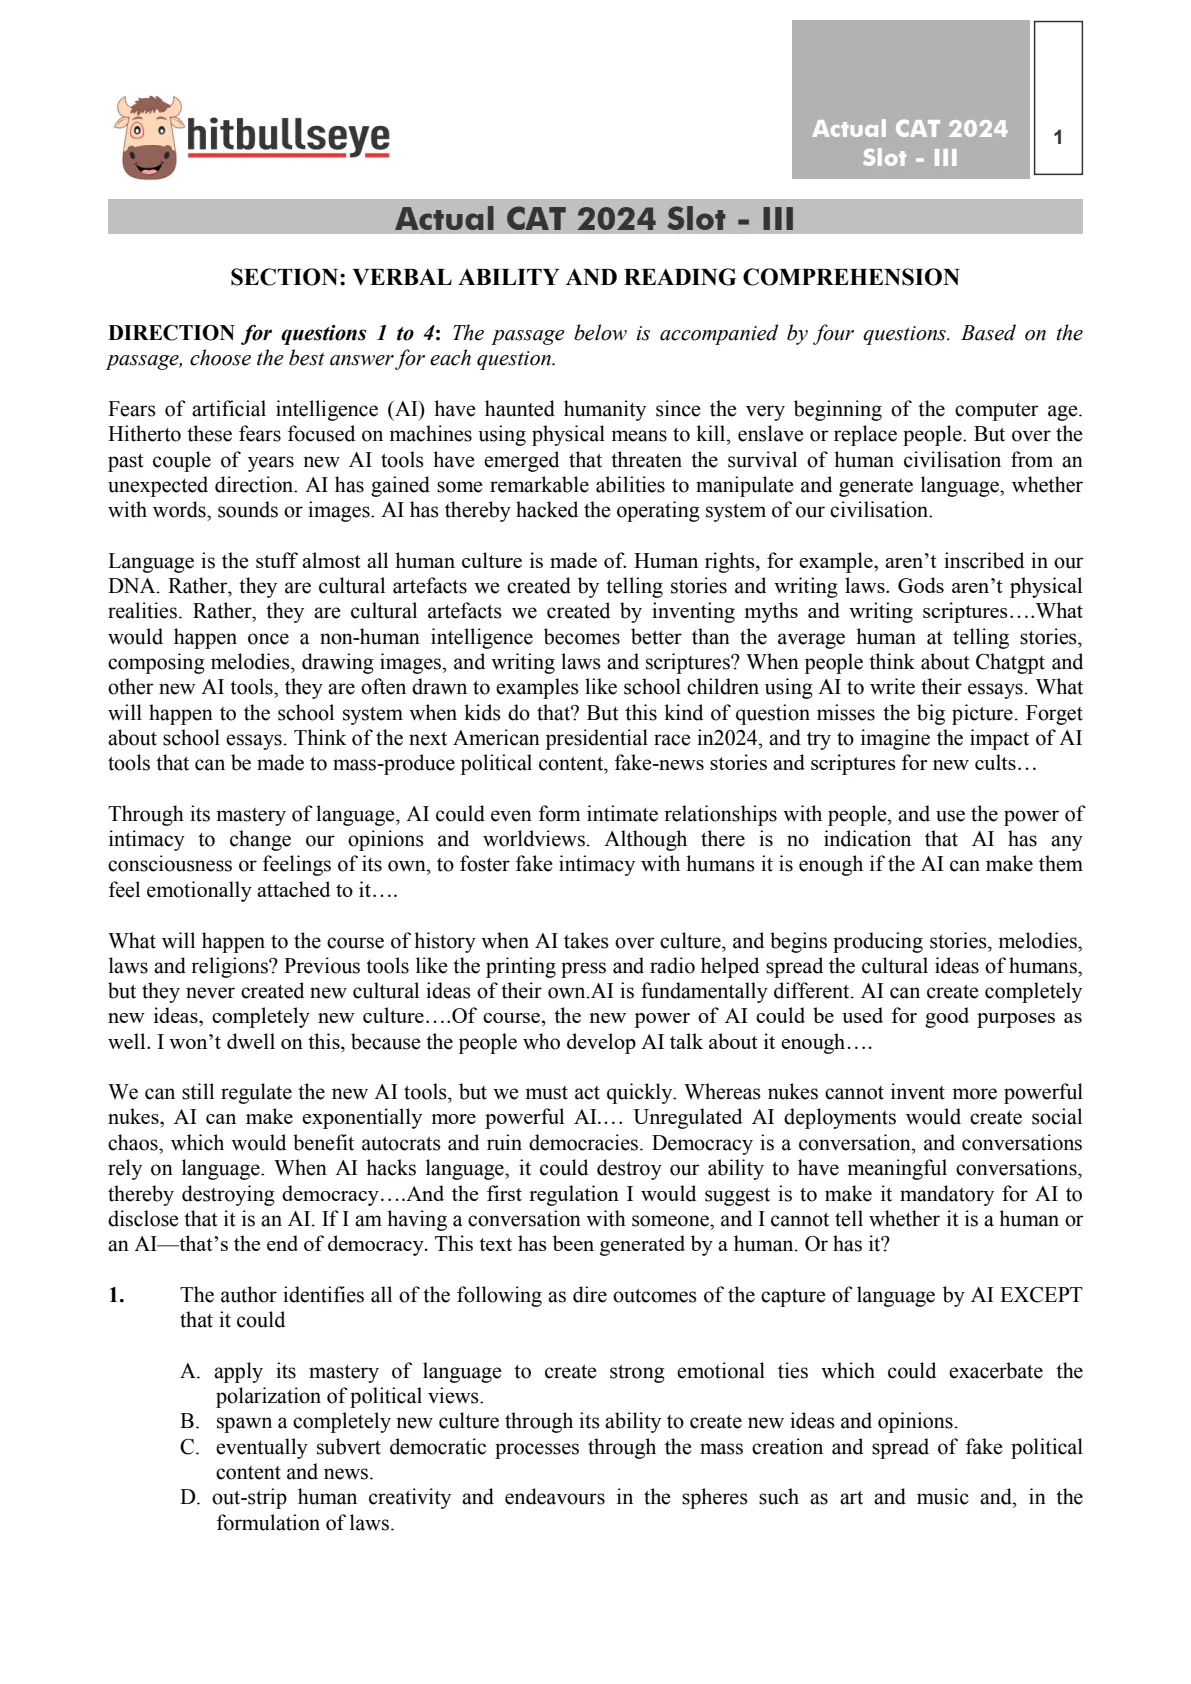 hitbullseye
Actual CAT 2024
Slot - III
1
Actual CAT 2024 Slot - III
SECTION: VERBAL ABILITY AND READING COMPREHENSION
DIRECTION for questions 1 to 4: The passage below is accompanied by four questions. Based on the
passage, choose the best answer for each question.
Fears of artificial intelligence (AI) have haunted humanity since the very beginning of the computer age.
Hitherto these fears focused on machines using physical means to kill, enslave or replace people. But over the
past couple of years new AI tools have emerged that threaten the survival of human civilisation from an
unexpected direction. AI has gained some remarkable abilities to manipulate and generate language, whether
with words, sounds or images. AI has thereby hacked the operating system of our civilisation.
Language is the stuff almost all human culture is made of. Human rights, for example, aren’t inscribed in our
DNA. Rather, they are cultural artefacts we created by telling stories and writing laws. Gods aren’t physical
realities. Rather, they are cultural artefacts we created by inventing myths and writing scriptures….What
would happen once a non-human intelligence becomes better than the average human at telling stories,
composing melodies, drawing images, and writing laws and scriptures? When people think about Chatgpt and
other new AI tools, they are often drawn to examples like school children using AI to write their essays. What
will happen to the school system when kids do that? But this kind of question misses the big picture. Forget
about school essays. Think of the next American presidential race in2024, and try to imagine the impact of AI
tools that can be made to mass-produce political content, fake-news stories and scriptures for new cults…
Through its mastery of language, AI could even form intimate relationships with people, and use the power of
intimacy to change our opinions and worldviews. Although there is no indication that AI has any
consciousness or feelings of its own, to foster fake intimacy with humans it is enough if the AI can make them
feel emotionally attached to it….
What will happen to the course of history when AI takes over culture, and begins producing stories, melodies,
laws and religions? Previous tools like the printing press and radio helped spread the cultural ideas of humans,
but they never created new cultural ideas of their own.AI is fundamentally different. AI can create completely
new ideas, completely new culture….Of course, the new power of AI could be used for good purposes as
well. I won’t dwell on this, because the people who develop AI talk about it enough….
We can still regulate the new AI tools, but we must act quickly. Whereas nukes cannot invent more powerful
nukes, AI can make exponentially more powerful AI.… Unregulated AI deployments would create social
chaos, which would benefit autocrats and ruin democracies. Democracy is a conversation, and conversations
rely on language. When AI hacks language, it could destroy our ability to have meaningful conversations,
thereby destroying democracy….And the first regulation I would suggest is to make it mandatory for AI to
disclose that it is an AI. If I am having a conversation with someone, and I cannot tell whether it is a human or
an AI—that’s the end of democracy. This text has been generated by a human. Or has it?
1. The author identifies all of the following as dire outcomes of the capture of language by AI EXCEPT
that it could
A. apply its mastery of language to create strong emotional ties which could exacerbate the
polarization of political views.
B. spawn a completely new culture through its ability to create new ideas and opinions.
C. eventually subvert democratic processes through the mass creation and spread of fake political
content and news.
D. out-strip human creativity and endeavours in the spheres such as art and music and, in the
formulation of laws.